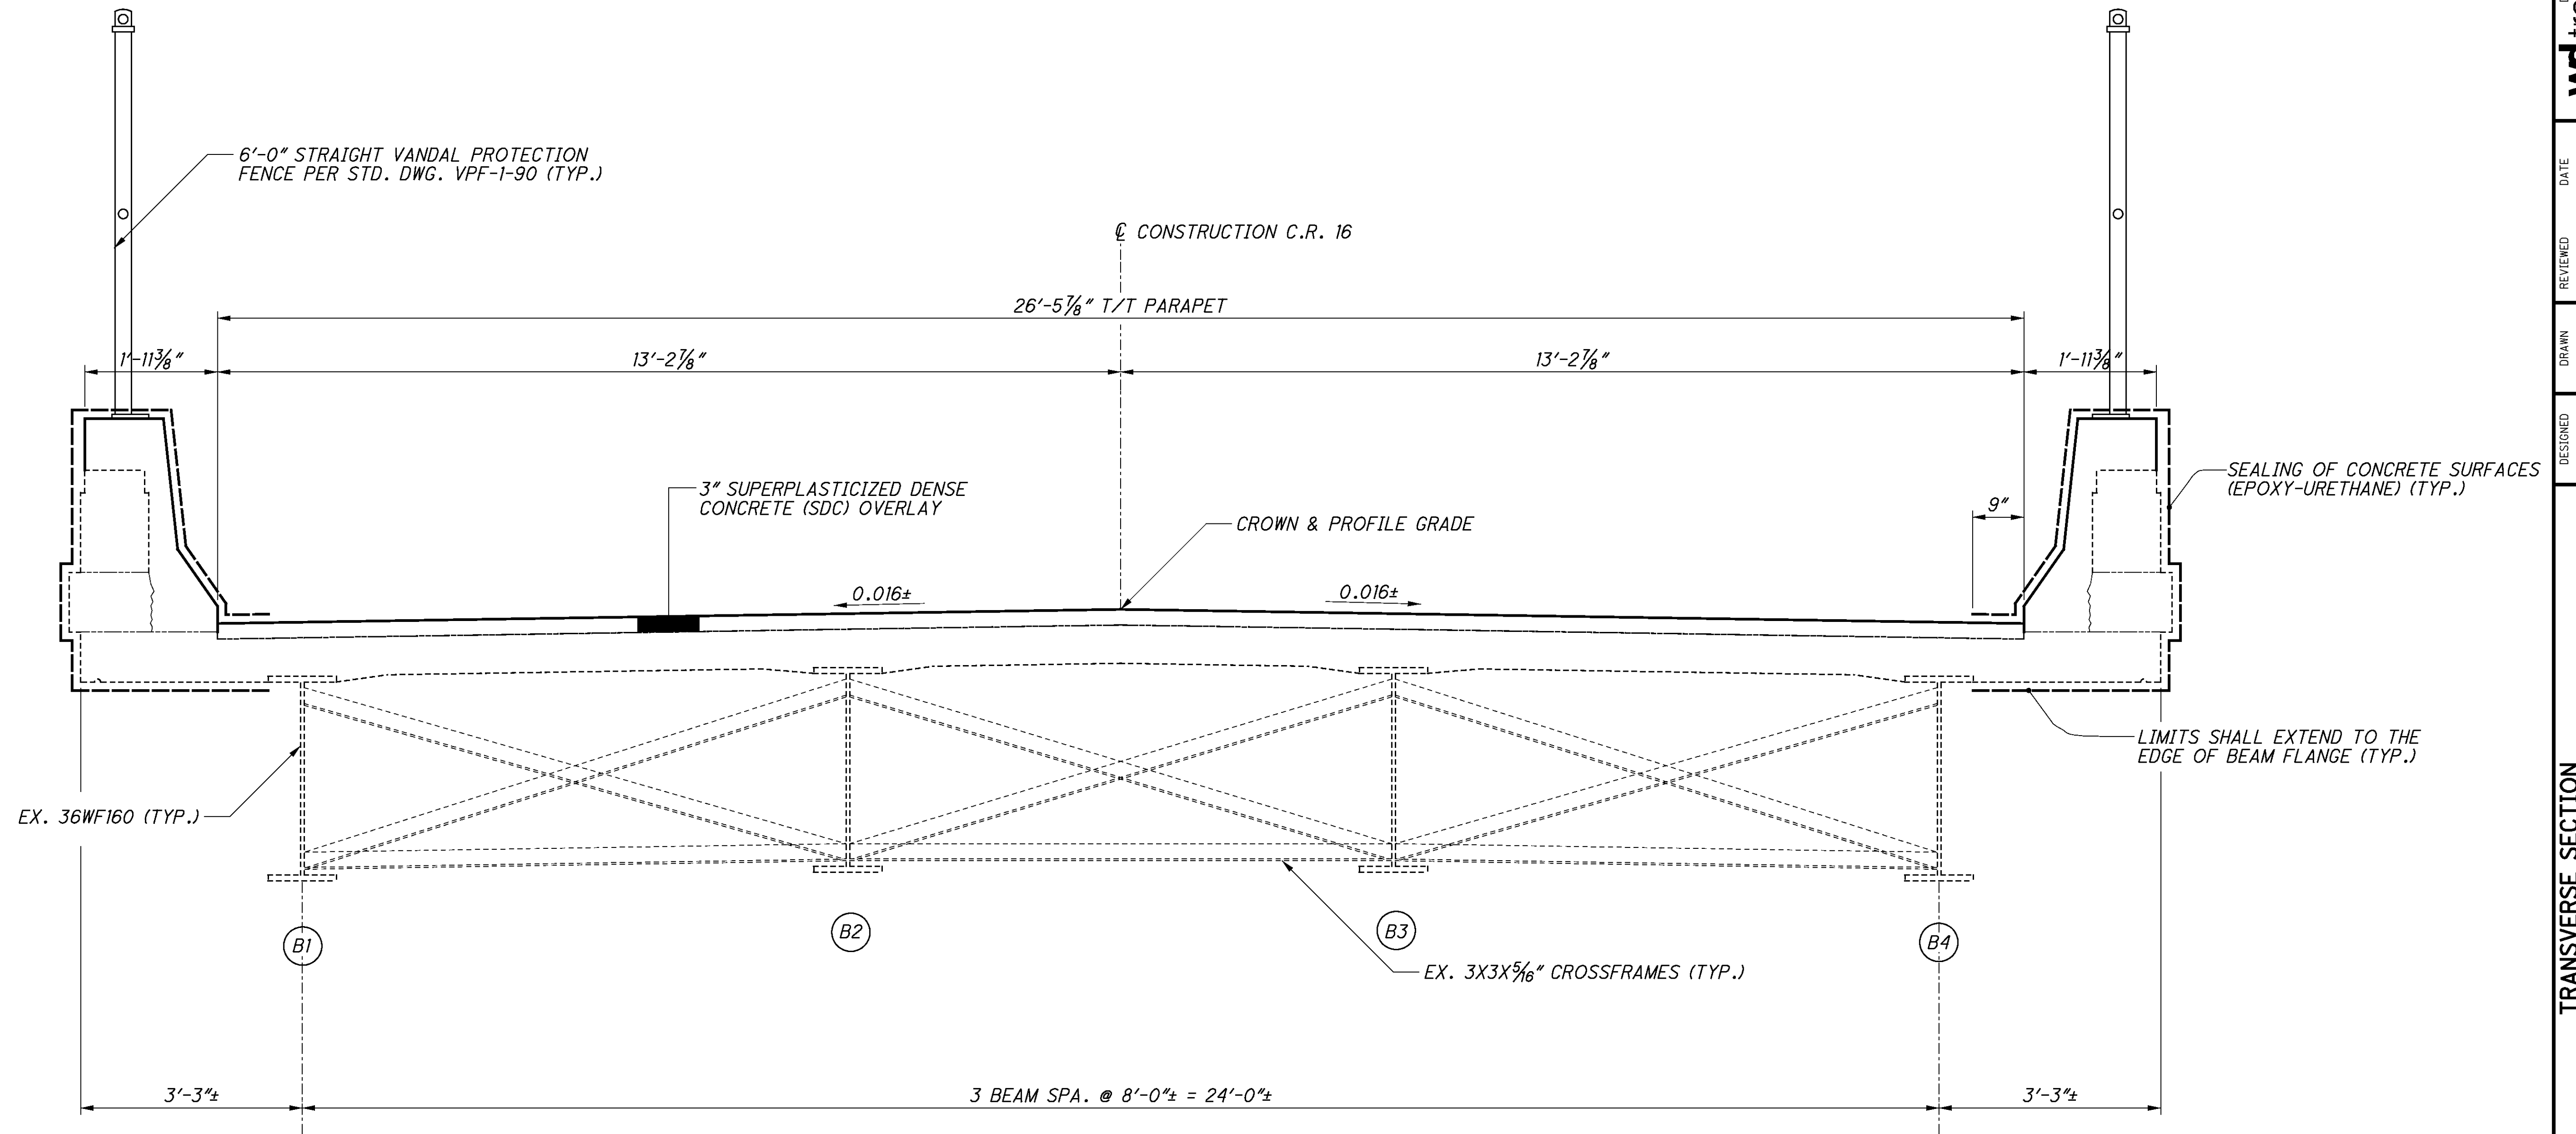 6'-0" STRAIGHT VANDAL PROTECTION
FENCE PER STD. DWG. VPF-1-90 (TYP.)
℄ CONSTRUCTION C.R. 16
26'-5⅞" T/T PARAPET
1'-11⅜"
13'-2⅞"
13'-2⅞"
1'-11⅜"
3" SUPERPLASTICIZED DENSE
CONCRETE (SDC) OVERLAY
CROWN & PROFILE GRADE
9"
SEALING OF CONCRETE SURFACES
(EPOXY-URETHANE) (TYP.)
0.016±
0.016±
LIMITS SHALL EXTEND TO THE
EDGE OF BEAM FLANGE (TYP.)
EX. 36WF160 (TYP.)
B1
B2
B3
B4
EX. 3X3X5/16" CROSSFRAMES (TYP.)
3'-3"±
3 BEAM SPA. @ 8'-0"± = 24'-0"±
3'-3"±
DATE
REVIEWED
DRAWN
DESIGNED
TRANSVERSE SECTION